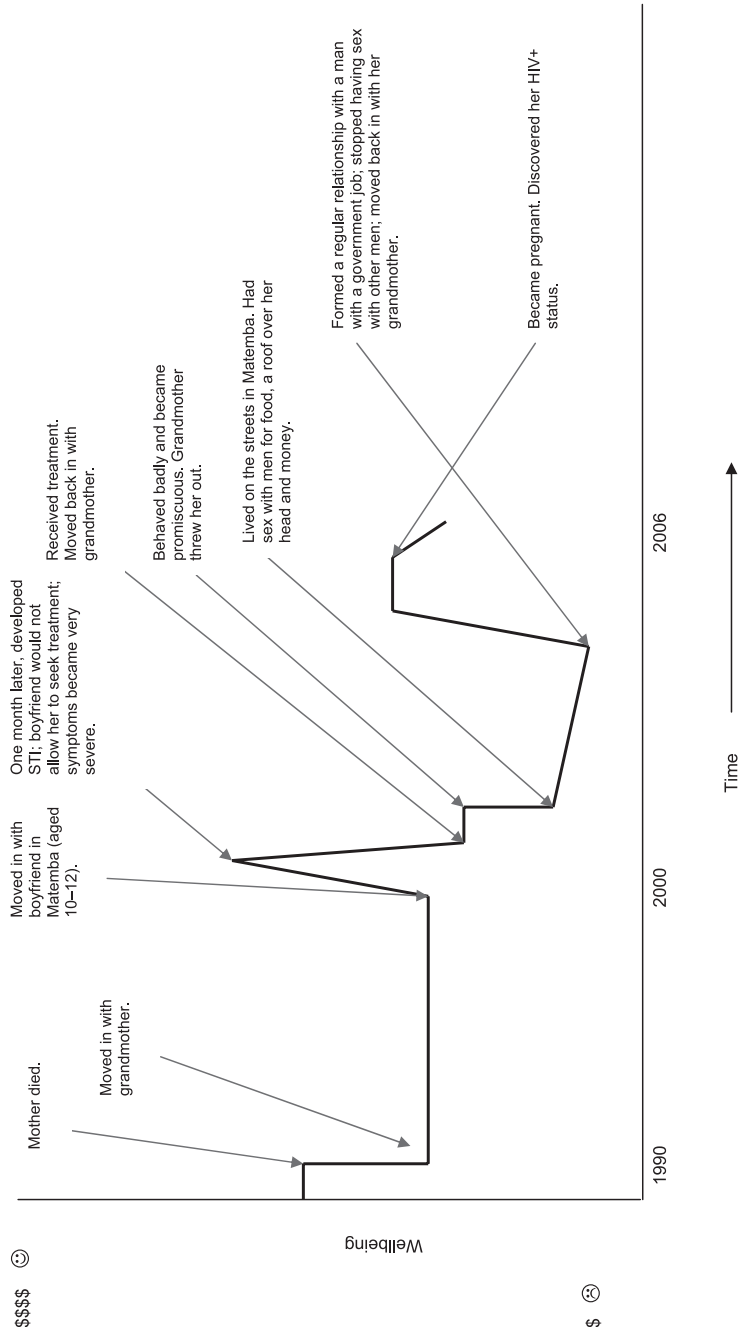 $$$$ ☺
Wellbeing
$ ☹
Mother died.
Moved in with
grandmother.
Moved in with
boyfriend in
Matemba (aged
10–12).
One month later, developed
STI; boyfriend would not
allow her to seek treatment;
symptoms became very
severe.
Received treatment.
Moved back in with
grandmother.
Behaved badly and became
promiscuous. Grandmother
threw her out.
Lived on the streets in Matemba. Had
sex with men for food, a roof over her
head and money.
Formed a regular relationship with a man
with a government job; stopped having sex
with other men; moved back in with her
grandmother.
Became pregnant. Discovered her HIV+
status.
1990
2000
2006
Time